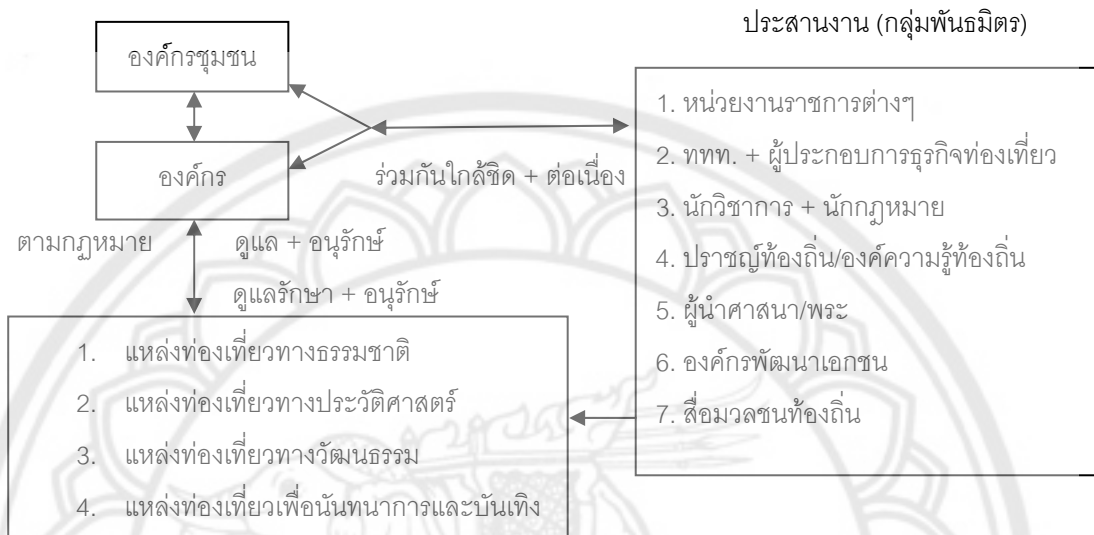 ประสานงาน (กลุ่มพันธมิตร)
องค์กรชุมชน
องค์กร
ร่วมกันใกล้ชิด + ต่อเนื่อง
1. หน่วยงานราชการต่างๆ
2. ททท. + ผู้ประกอบการธุรกิจท่องเที่ยว
3. นักวิชาการ + นักกฎหมาย
4. ปราชญ์ท้องถิ่น/องค์ความรู้ท้องถิ่น
5. ผู้นำศาสนา/พระ
6. องค์กรพัฒนาเอกชน
7. สื่อมวลชนท้องถิ่น
ตามกฎหมาย
ดูแล + อนุรักษ์
ดูแลรักษา + อนุรักษ์
1. แหล่งท่องเที่ยวทางธรรมชาติ
2. แหล่งท่องเที่ยวทางประวัติศาสตร์
3. แหล่งท่องเที่ยวทางวัฒนธรรม
4. แหล่งท่องเที่ยวเพื่อนันทนาการและบันเทิง